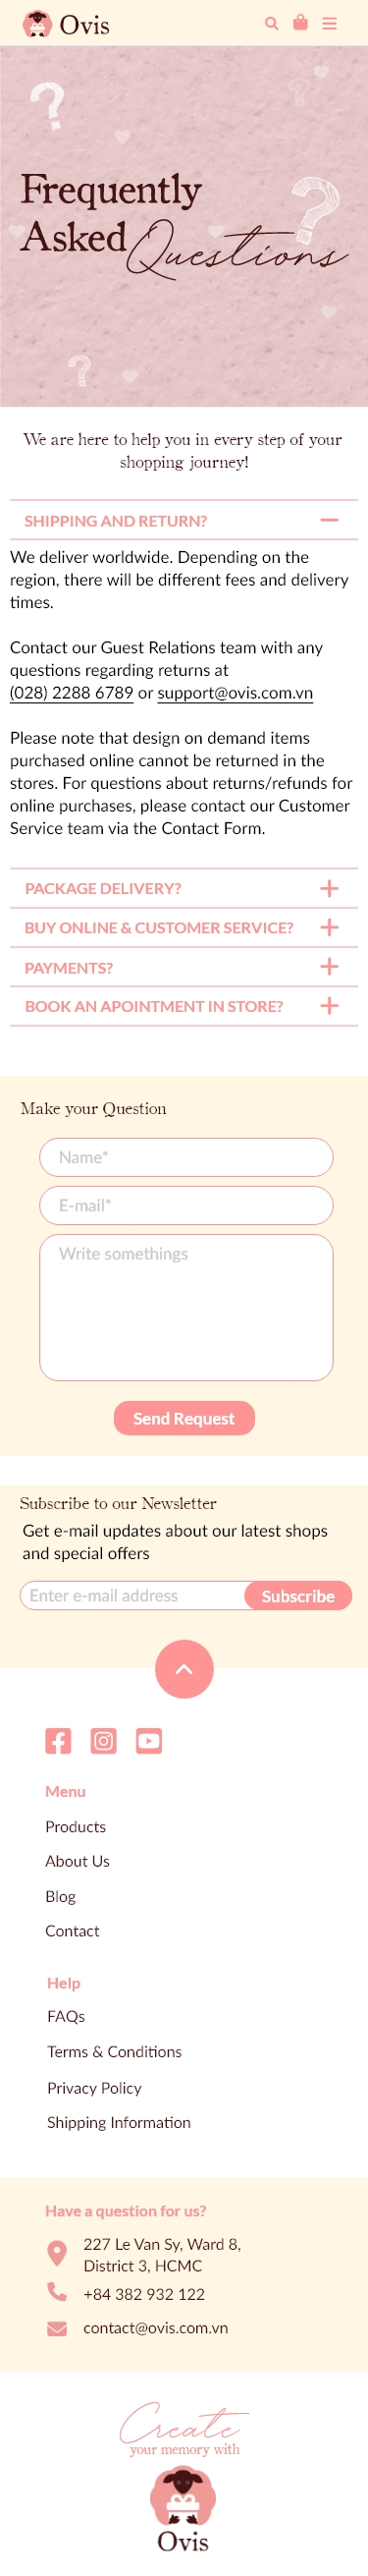 Ovis
Frequently
Asked Questions
We are here to help you in every step of your
shopping journey!
SHIPPING AND RETURN?
We deliver worldwide. Depending on the
region, there will be different fees and delivery
times.
Contact our Guest Relations team with any
questions regarding returns at
(028) 2288 6789 or support@ovis.com.vn
Please note that design on demand items
purchased online cannot be returned in the
stores. For questions about returns/refunds for
online purchases, please contact our Customer
Service team via the Contact Form.
PACKAGE DELIVERY?
BUY ONLINE & CUSTOMER SERVICE?
PAYMENTS?
BOOK AN APOINTMENT IN STORE?
Make your Question
Name*
E-mail*
Write somethings
Send Request
Subscribe to our Newsletter
Get e-mail updates about our latest shops
and special offers
Enter e-mail address
Subscribe
Menu
Products
About Us
Blog
Contact
Help
FAQs
Terms & Conditions
Privacy Policy
Shipping Information
Have a question for us?
227 Le Van Sy, Ward 8,
District 3, HCMC
+84 382 932 122
contact@ovis.com.vn
Create
your memory with
Ovis